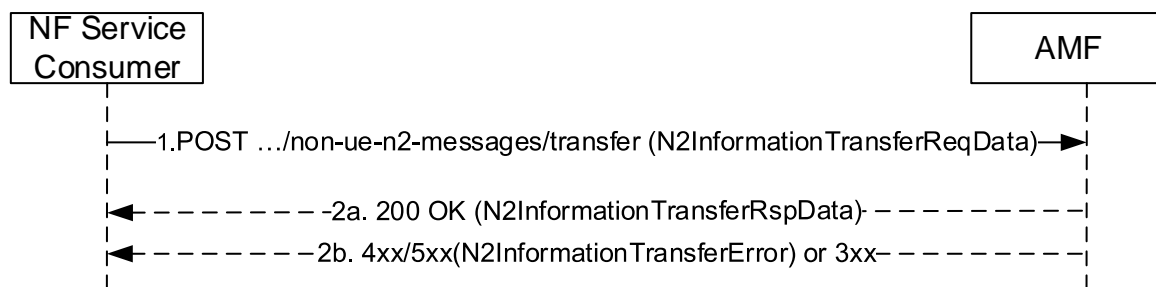 NF Service
Consumer
AMF
1.POST …/non-ue-n2-messages/transfer (N2InformationTransferReqData)
2a. 200 OK (N2InformationTransferRspData)
2b. 4xx/5xx(N2InformationTransferError) or 3xx